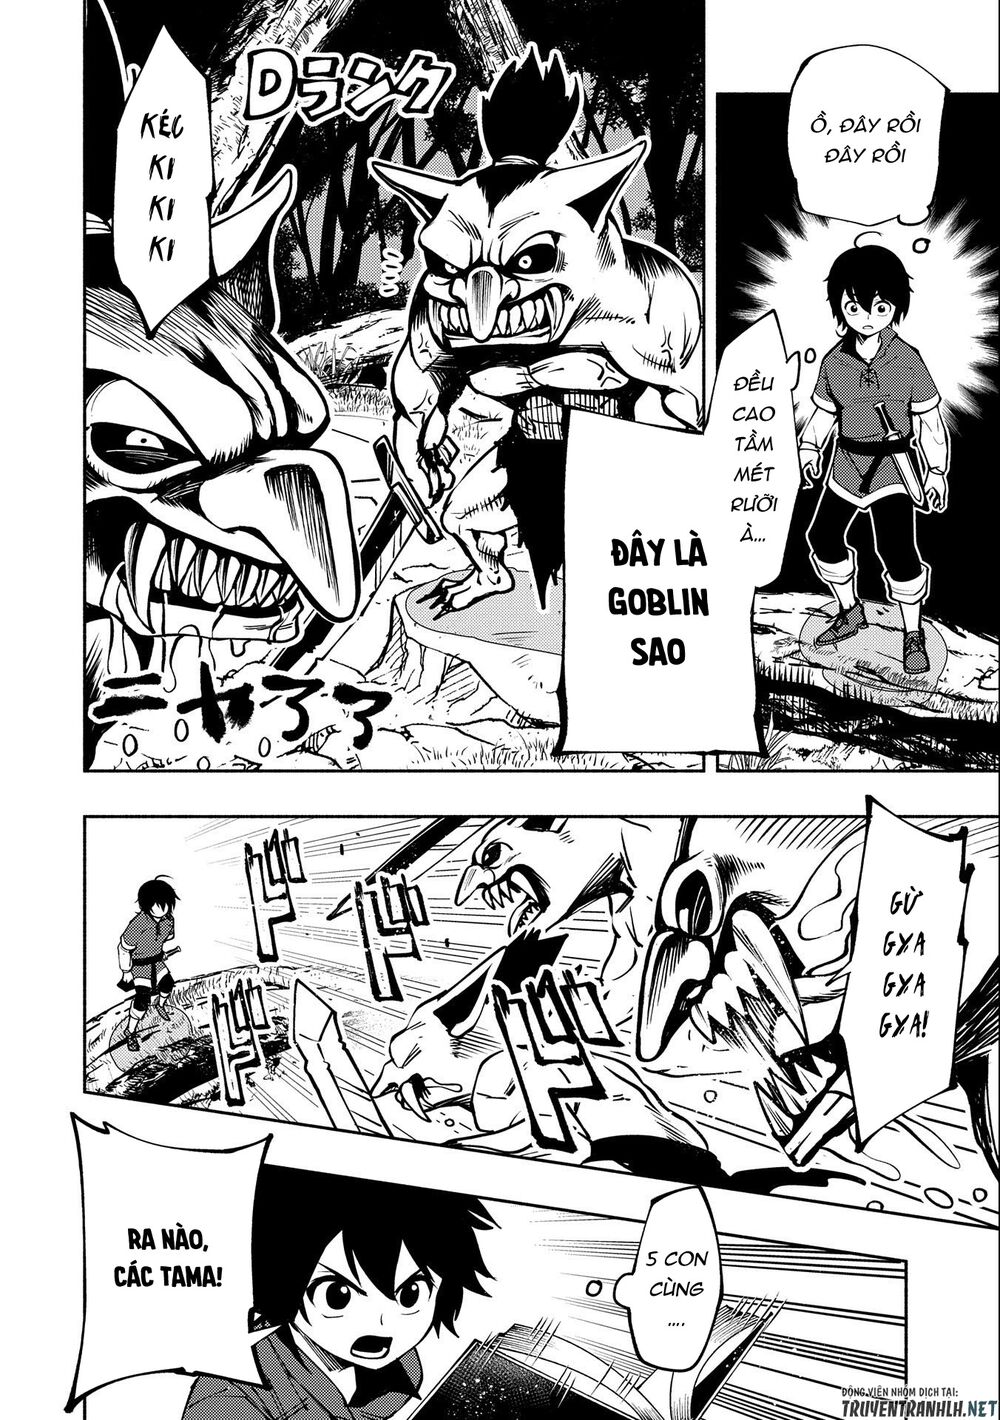 Ồ, ĐÂY RỒI
ĐÂY RỒI
ĐỀU
CAO
TẦM
MÉT
RƯỠI
À...
Dランク
ĐÂY LÀ
GOBLIN
SAO
KÉC
KI
KI
KI
ニヤアア
GỪ
GYA
GYA
GYA!
5 CON
CÙNG
....
RA NÀO,
CÁC TAMA!
ĐỘNG VIÊN NHÓM DỊCH TẠI:
TRUYENTRANHLH.NET